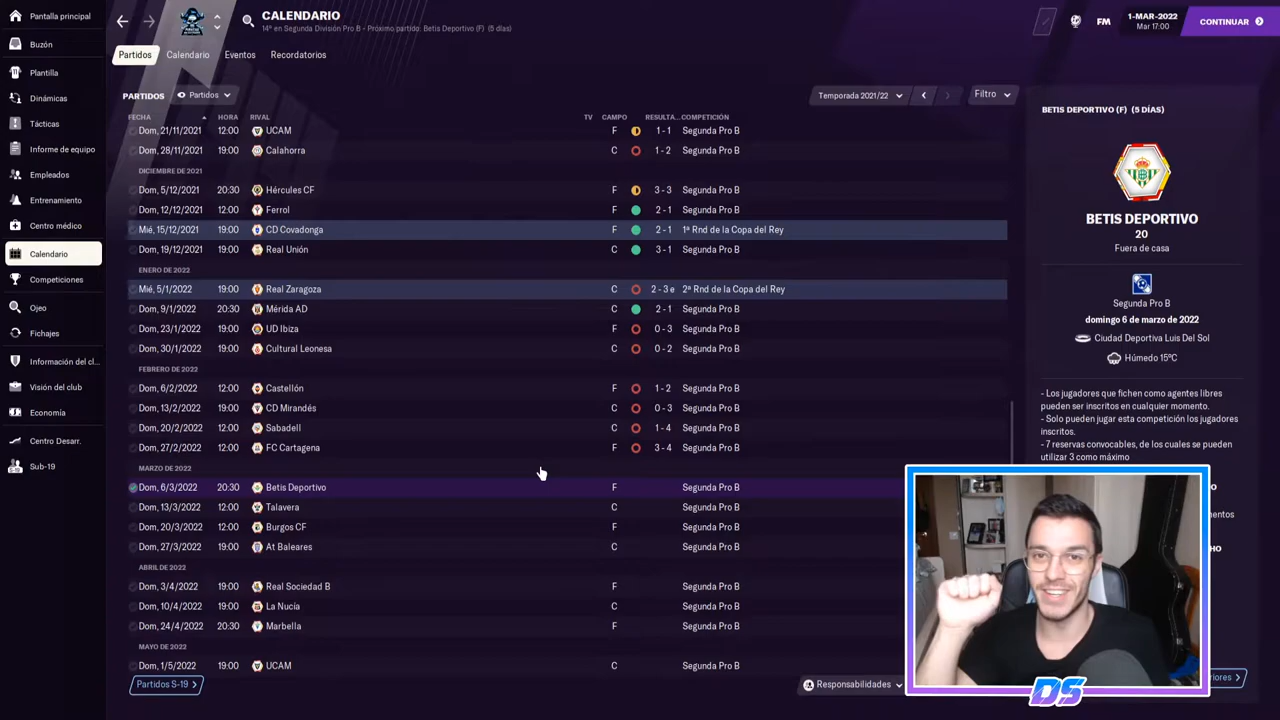 Pantalla principal
Buzón
Plantilla
Dinámicas
Tácticas
Informe de equipo
Empleados
Entrenamiento
Centro médico
Calendario
Competiciones
Ojeo
Fichajes
Información del cl...
Visión del club
Economía
Centro Desarr.
Sub-19
CALENDARIO
14º en Segunda División Pro B - Próximo partido: Betis Deportivo (F) (5 días)
FM
1-MAR-2022
Mar 17:00
CONTINUAR
Partidos Calendario Eventos Recordatorios
PARTIDOS Partidos
Temporada 2021/22
Filtro
FECHA HORA RIVAL TV CAMPO RESULTA... COMPETICIÓN
Dom, 21/11/2021 12:00 UCAM F 1 - 1 Segunda Pro B
Dom, 28/11/2021 19:00 Calahorra C 1 - 2 Segunda Pro B
DICIEMBRE DE 2021
Dom, 5/12/2021 20:30 Hércules CF F 3 - 3 Segunda Pro B
Dom, 12/12/2021 12:00 Ferrol F 2 - 1 Segunda Pro B
Mié, 15/12/2021 19:00 CD Covadonga F 2 - 1 1ª Rnd de la Copa del Rey
Dom, 19/12/2021 19:00 Real Unión C 3 - 1 Segunda Pro B
ENERO DE 2022
Mié, 5/1/2022 19:00 Real Zaragoza C 2 - 3 e 2ª Rnd de la Copa del Rey
Dom, 9/1/2022 20:30 Mérida AD C 2 - 1 Segunda Pro B
Dom, 23/1/2022 19:00 UD Ibiza F 0 - 3 Segunda Pro B
Dom, 30/1/2022 19:00 Cultural Leonesa C 0 - 2 Segunda Pro B
FEBRERO DE 2022
Dom, 6/2/2022 12:00 Castellón F 1 - 2 Segunda Pro B
Dom, 13/2/2022 19:00 CD Mirandés C 0 - 3 Segunda Pro B
Dom, 20/2/2022 12:00 Sabadell C 1 - 4 Segunda Pro B
Dom, 27/2/2022 12:00 FC Cartagena F 3 - 4 Segunda Pro B
MARZO DE 2022
Dom, 6/3/2022 20:30 Betis Deportivo F Segunda Pro B
Dom, 13/3/2022 12:00 Talavera C Segunda Pro B
Dom, 20/3/2022 12:00 Burgos CF F Segunda Pro B
Dom, 27/3/2022 19:00 At Baleares C Segunda Pro B
ABRIL DE 2022
Dom, 3/4/2022 19:00 Real Sociedad B F Segunda Pro B
Dom, 10/4/2022 19:00 La Nucía C Segunda Pro B
Dom, 24/4/2022 20:30 Marbella F Segunda Pro B
MAYO DE 2022
Dom, 1/5/2022 19:00 UCAM C Segunda Pro B
Partidos S-19
Responsabilidades
BETIS DEPORTIVO (F) (5 DÍAS)
BETIS DEPORTIVO
20
Fuera de casa
Segunda Pro B
domingo 6 de marzo de 2022
Ciudad Deportiva Luis Del Sol
Húmedo 15ºC
- Los jugadores que fichen como agentes libres
pueden ser inscritos en cualquier momento.
- Solo pueden jugar esta competición los jugadores
inscritos.
- 7 reservas convocables, de los cuales se pueden
utilizar 3 como máximo
DS